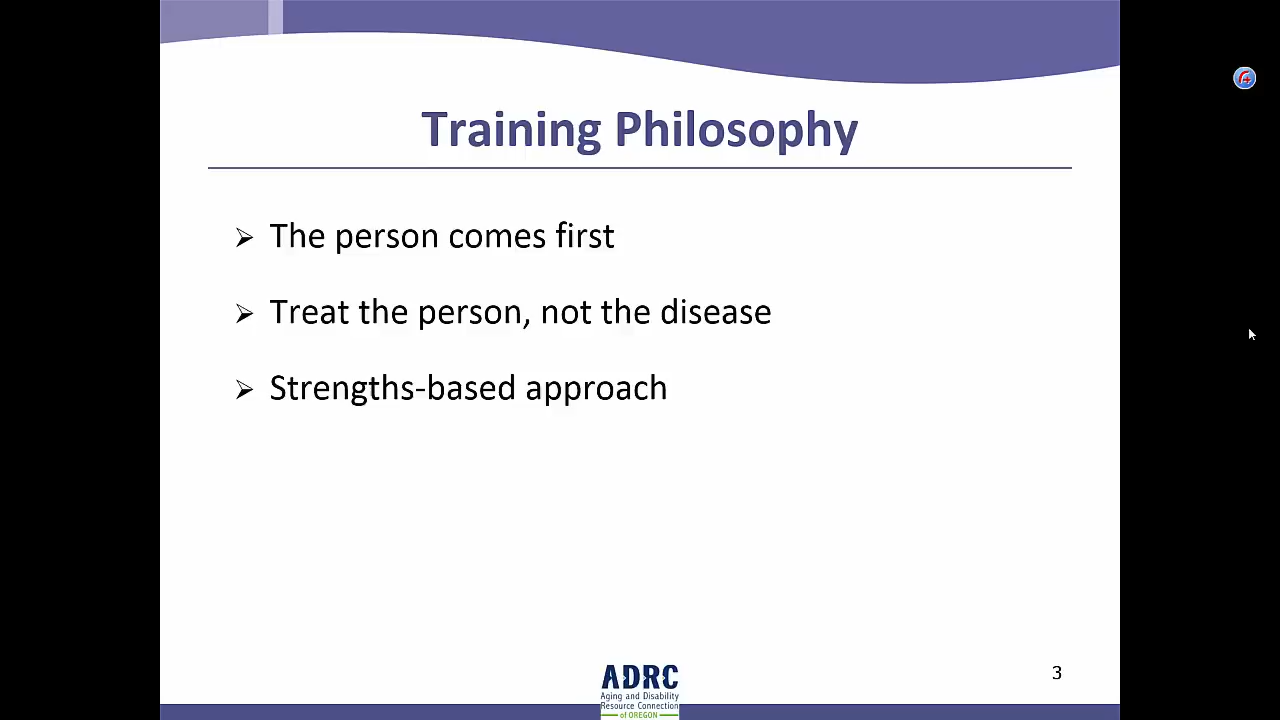 Training Philosophy
The person comes first
Treat the person, not the disease
Strengths-based approach
ADRC
Aging and Disability
Resource Connection
of OREGON
3